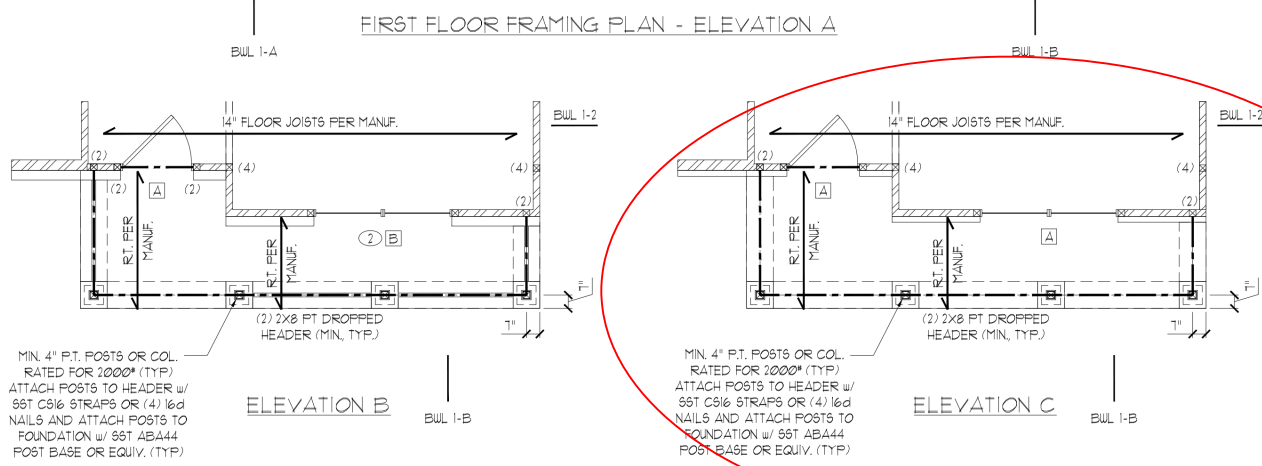 FIRST FLOOR FRAMING PLAN - ELEVATION A
BWL 1-A
BWL 1-B
14" FLOOR JOISTS PER MANUF.
BWL 1-2
(2)
(4)
(4)
(2)
A
(2)
(2)
R.T. PER
MANUF.
R.T. PER
MANUF.
2
B
7"
7"
(2) 2X8 PT DROPPED
HEADER (MIN., TYP.)
MIN. 4" P.T. POSTS OR COL.
RATED FOR 2000# (TYP)
ATTACH POSTS TO HEADER w/
SST CS16 STRAPS OR (4) 16d
NAILS AND ATTACH POSTS TO
FOUNDATION w/ SST ABA44
POST BASE OR EQUIV. (TYP)
ELEVATION B
BWL 1-B
14" FLOOR JOISTS PER MANUF.
BWL 1-2
(2)
(4)
(4)
A
(2)
R.T. PER
MANUF.
R.T. PER
MANUF.
A
7"
7"
(2) 2X8 PT DROPPED
HEADER (MIN., TYP.)
MIN. 4" P.T. POSTS OR COL.
RATED FOR 2000# (TYP)
ATTACH POSTS TO HEADER w/
SST CS16 STRAPS OR (4) 16d
NAILS AND ATTACH POSTS TO
FOUNDATION w/ SST ABA44
POST BASE OR EQUIV. (TYP)
ELEVATION C
BWL 1-B